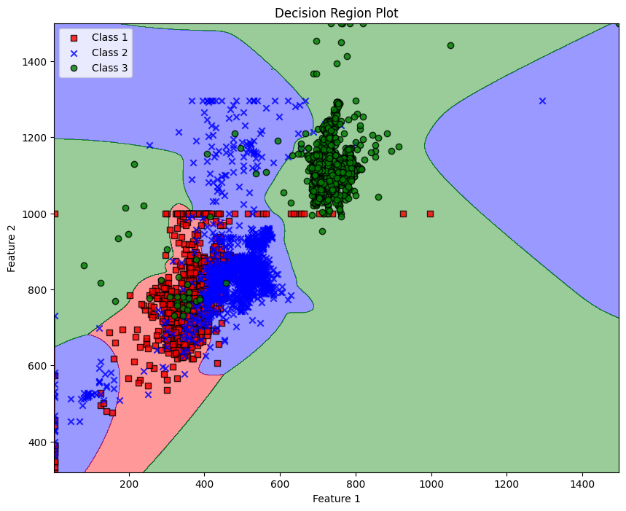 Decision Region Plot
Class 1
Class 2
Class 3
1400
1200
1000
800
600
400
Feature 2
200
400
600
800
1000
1200
1400
Feature 1